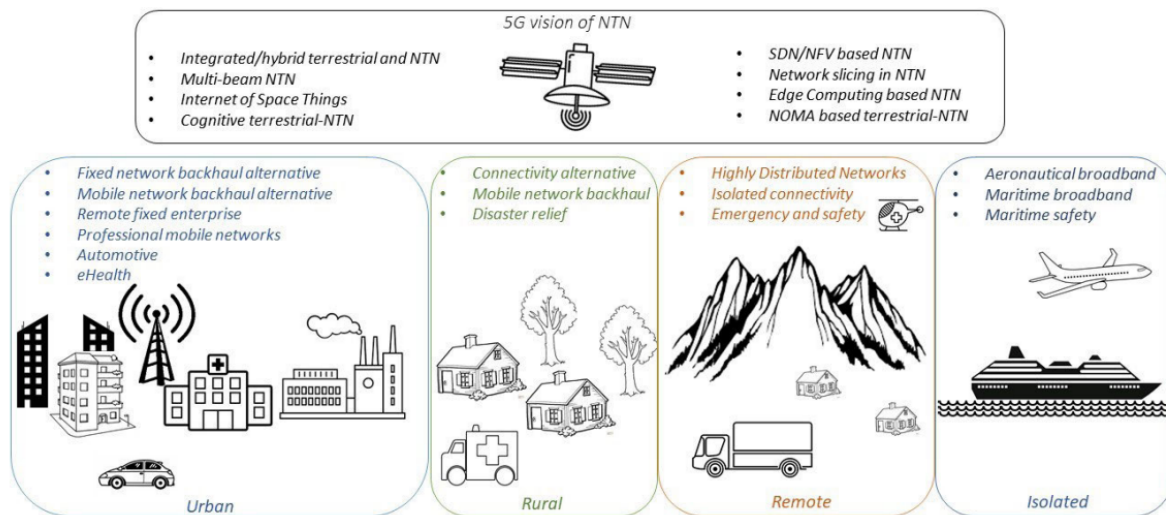 5G vision of NTN
• Integrated/hybrid terrestrial and NTN
• Multi-beam NTN
• Internet of Space Things
• Cognitive terrestrial-NTN
• SDN/NFV based NTN
• Network slicing in NTN
• Edge Computing based NTN
• NOMA based terrestrial-NTN
• Fixed network backhaul alternative
• Mobile network backhaul alternative
• Remote fixed enterprise
• Professional mobile networks
• Automotive
• eHealth
Urban
• Connectivity alternative
• Mobile network backhaul
• Disaster relief
Rural
• Highly Distributed Networks
• Isolated connectivity
• Emergency and safety
Remote
• Aeronautical broadband
• Maritime broadband
• Maritime safety
Isolated